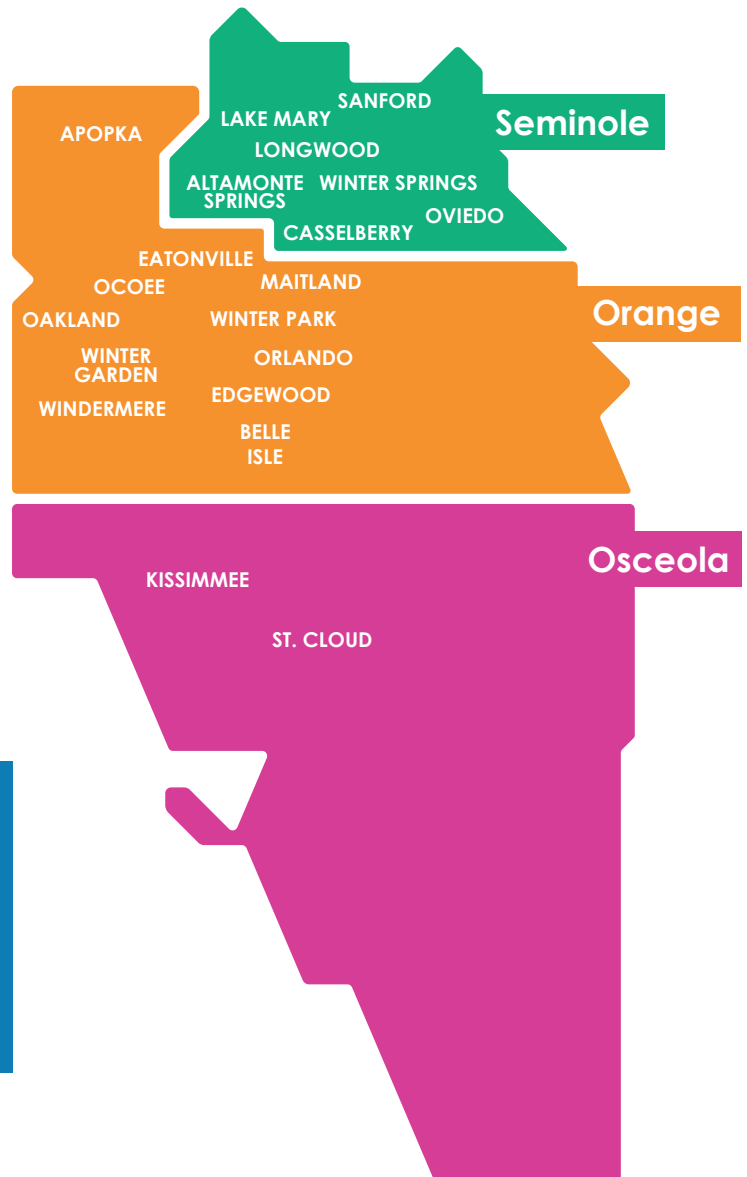 SANFORD
LAKE MARY
Seminole
APOPKA
LONGWOOD
ALTAMONTE
SPRINGS
WINTER SPRINGS
OVIEDO
CASSELBERRY
EATONVILLE
MAITLAND
OCOEE
Orange
OAKLAND
WINTER PARK
WINTER
GARDEN
ORLANDO
EDGEWOOD
WINDERMERE
BELLE
ISLE
Osceola
KISSIMMEE
ST. CLOUD